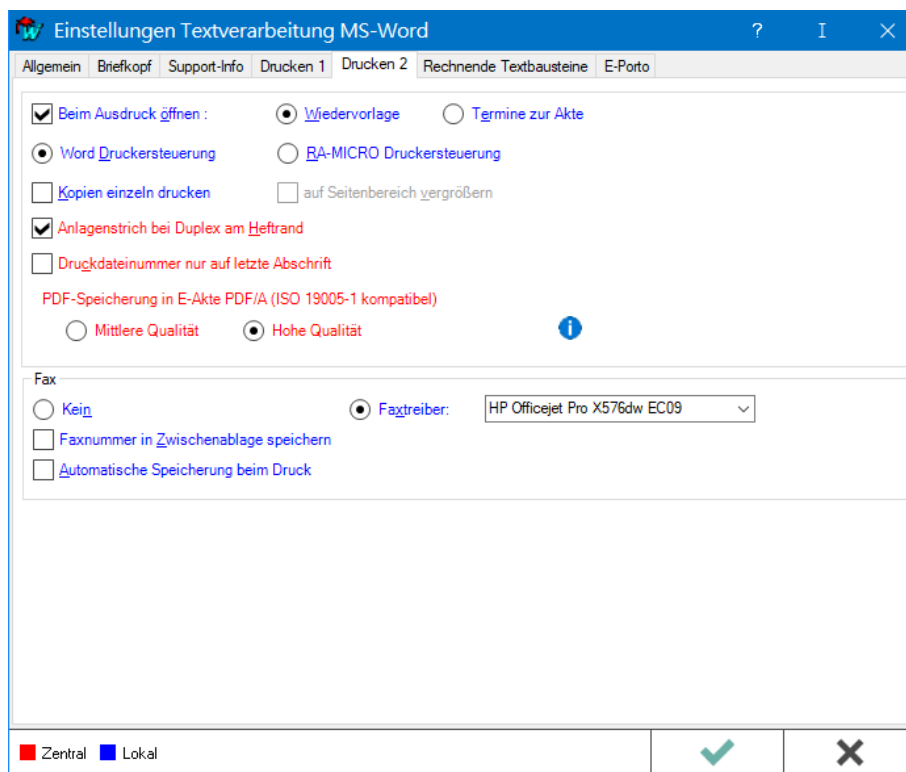 Einstellungen Textverarbeitung MS-Word ? I
Allgemein Briefkopf Support-Info Drucken 1 Drucken 2 Rechnende Textbausteine E-Porto
Beim Ausdruck öffnen : Wiedervorlage Termine zur Akte
Word Druckersteuerung RA-MICRO Druckersteuerung
Kopien einzeln drucken auf Seitenbereich vergrößern
Anlagenstrich bei Duplex am Heftrand
Druckdateinummer nur auf letzte Abschrift
PDF-Speicherung in E-Akte PDF/A (ISO 19005-1 kompatibel)
Mittlere Qualität Hohe Qualität
Fax
Kein Faxtreiber: HP Officejet Pro X576dw EC09
Faxnummer in Zwischenablage speichern
Automatische Speicherung beim Druck
Zentral Lokal